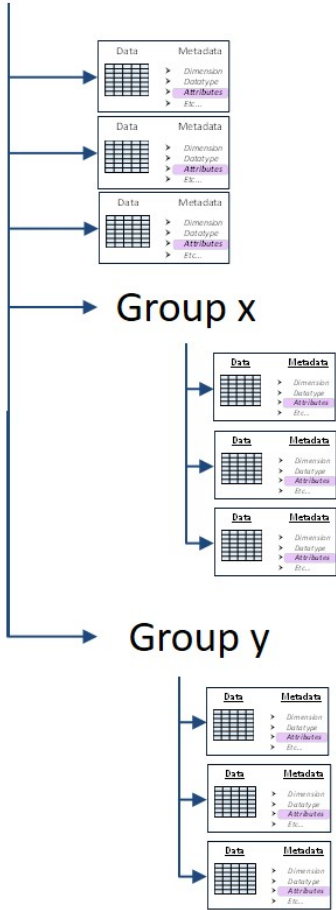 Data Metadata
Dimension
Datatype
Attributes
Etc...
Data Metadata
Dimension
Datatype
Attributes
Etc...
Data Metadata
Dimension
Datatype
Attributes
Etc...
Group x
Data Metadata
Dimension
Datatype
Attributes
Etc...
Data Metadata
Dimension
Datatype
Attributes
Etc...
Data Metadata
Dimension
Datatype
Attributes
Etc...
Group y
Data Metadata
Dimension
Datatype
Attributes
Etc...
Data Metadata
Dimension
Datatype
Attributes
Etc...
Data Metadata
Dimension
Datatype
Attributes
Etc...